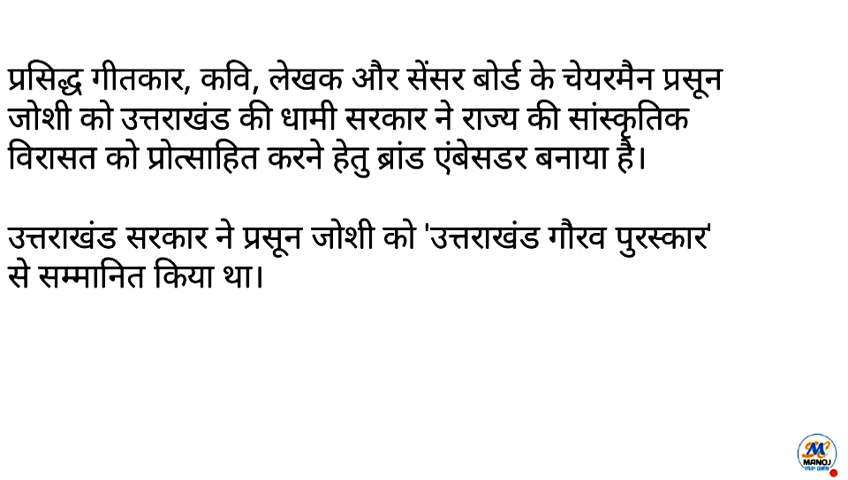 प्रसिद्ध गीतकार, कवि, लेखक और सेंसर बोर्ड के चेयरमैन प्रसून
जोशी को उत्तराखंड की धामी सरकार ने राज्य की सांस्कृतिक
विरासत को प्रोत्साहित करने हेतु ब्रांड एंबेसडर बनाया है।
उत्तराखंड सरकार ने प्रसून जोशी को 'उत्तराखंड गौरव पुरस्कार'
से सम्मानित किया था।
MANOJ